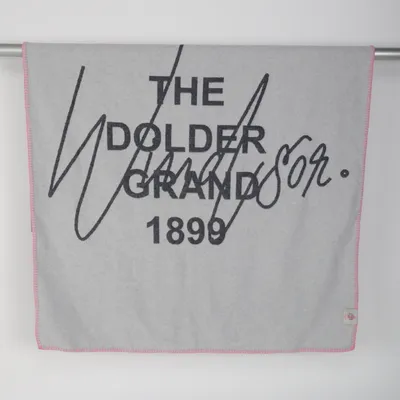 THE
DOLDER
GRAND
1899
Windsor.